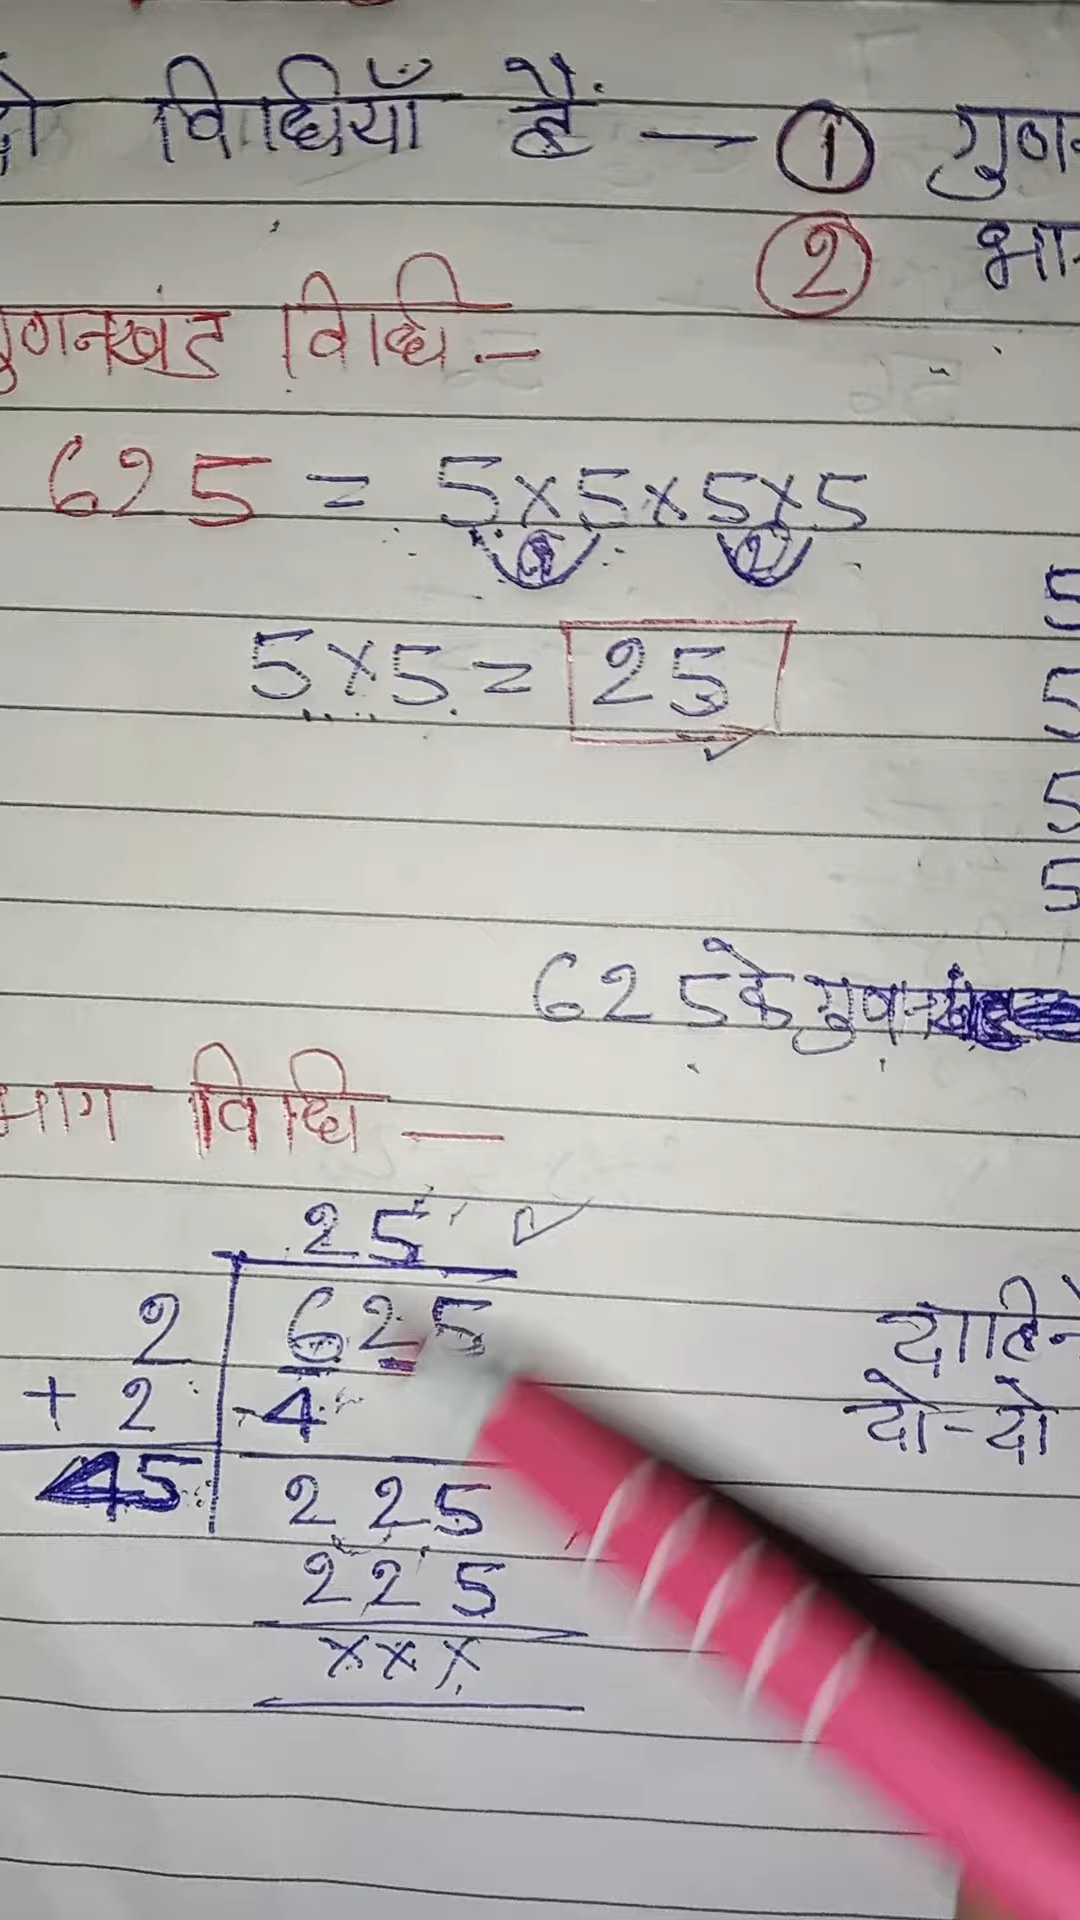 दो विधियाँ हैं — ① गुणन
② भाग
गुणनखंड विधि —
625 = 5×5×5×5
5
5×5 = 25
5
5
5
625 के गुणनखंड
भाग विधि —
25
2 625
+2 -4
45 225
225
×××
दाहिने
दो-दो